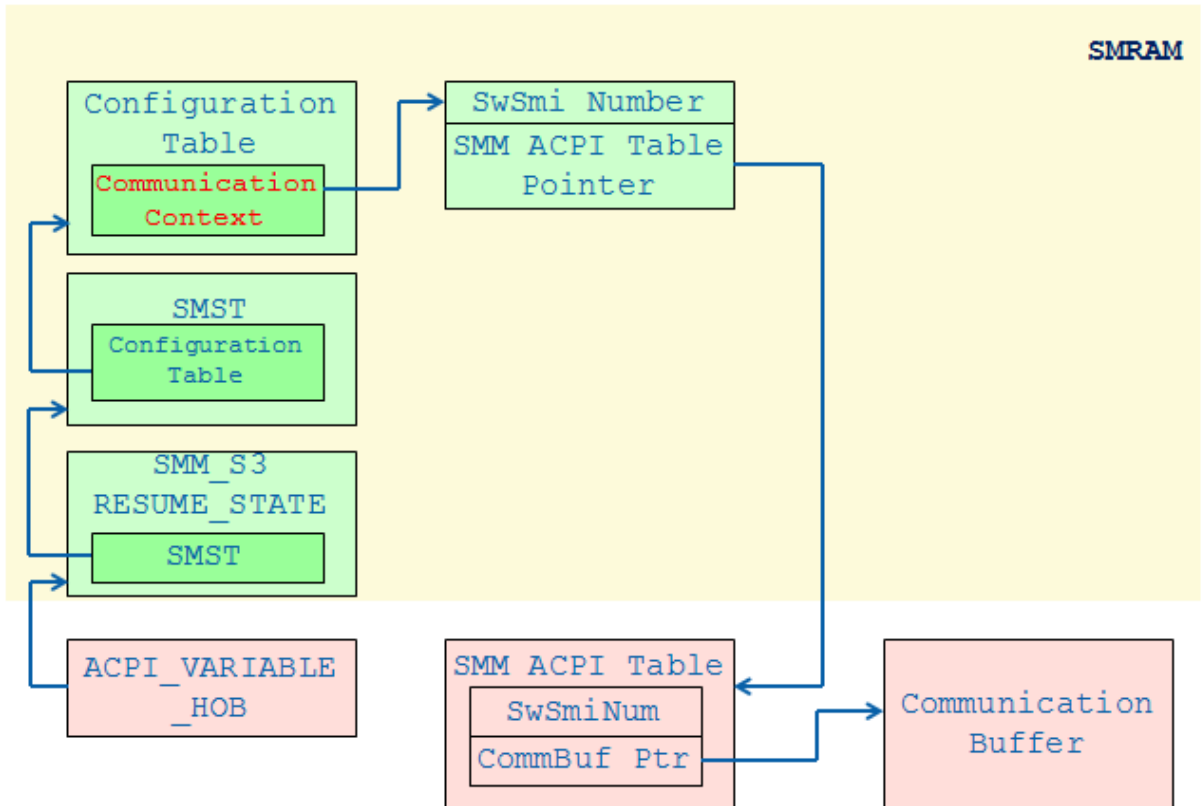 SMRAM
Configuration
Table
Communication
Context
SwSmi Number
SMM ACPI Table
Pointer
SMST
Configuration
Table
SMM_S3
RESUME_STATE
SMST
ACPI_VARIABLE
_HOB
SMM ACPI Table
SwSmiNum
CommBuf Ptr
Communication
Buffer